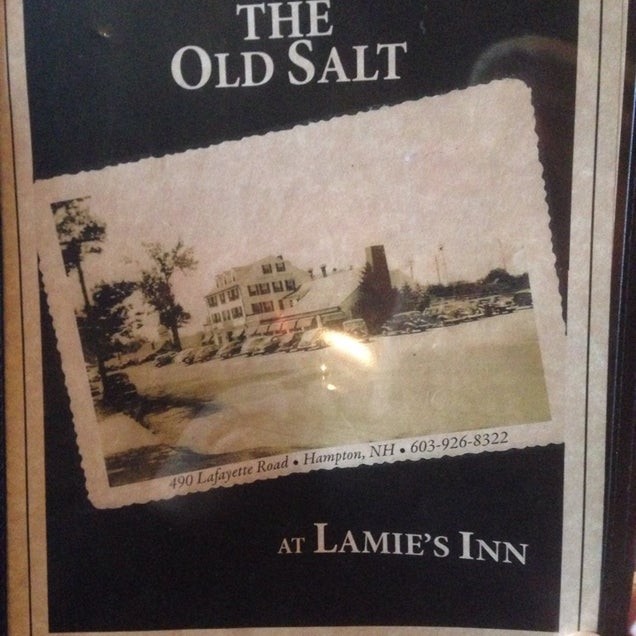 THE
OLD SALT
490 Lafayette Road • Hampton, NH • 603-926-8322
AT LAMIE'S INN